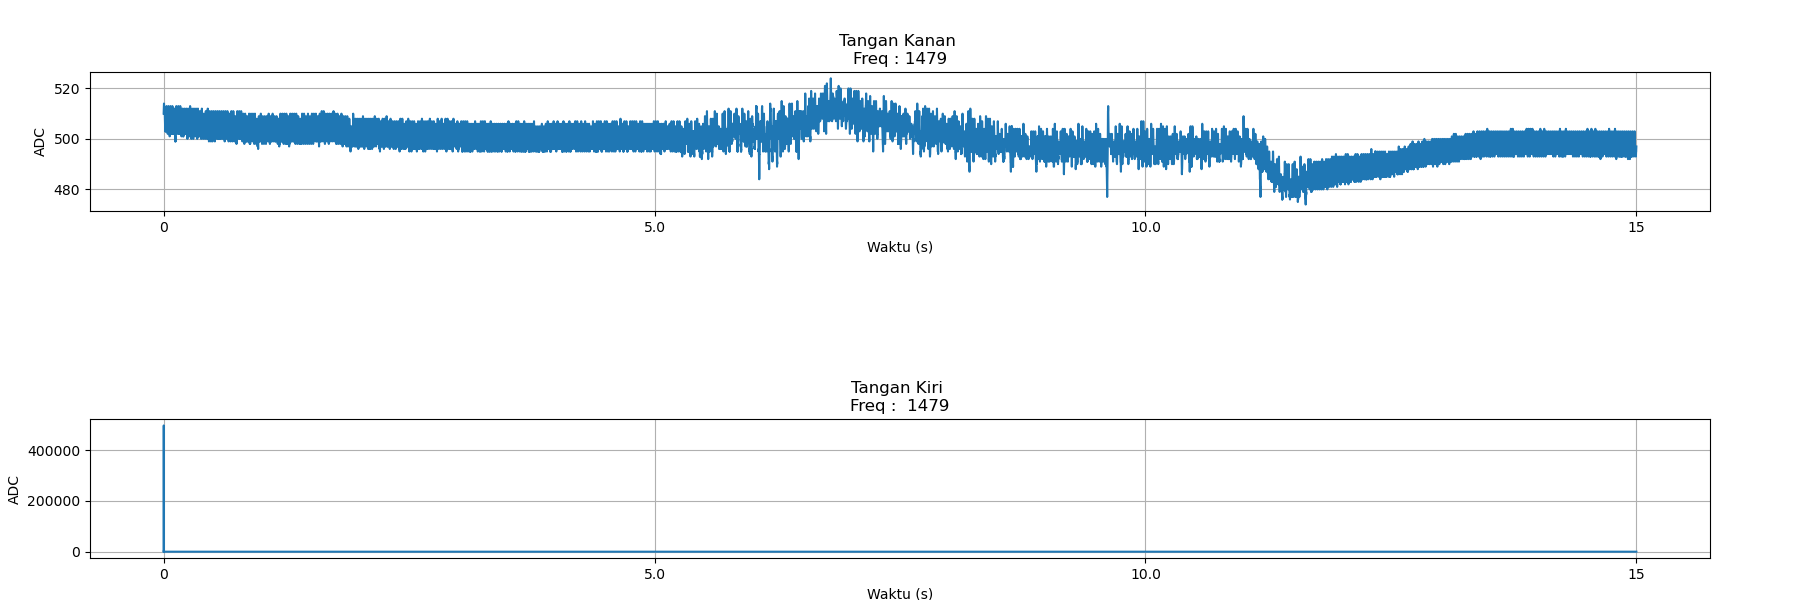 Tangan Kanan
Freq : 1479
520
500
480
ADC
0 5.0 10.0 15
Waktu (s)
Tangan Kiri
Freq :  1479
400000
200000
0
ADC
0 5.0 10.0 15
Waktu (s)